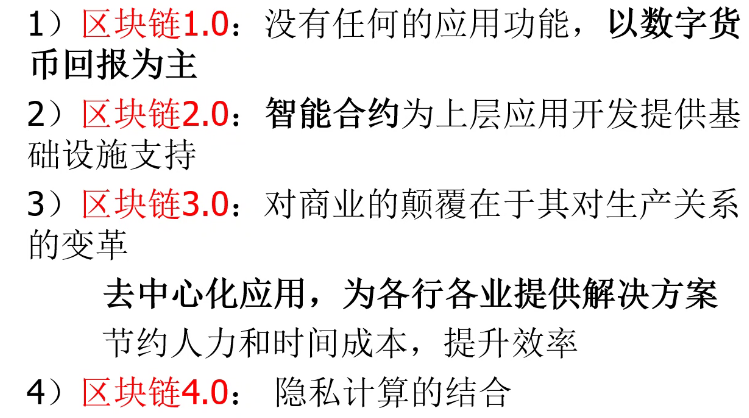 1）区块链1.0：没有任何的应用功能，以数字货
币回报为主
2）区块链2.0：智能合约为上层应用开发提供基
础设施支持
3）区块链3.0：对商业的颠覆在于其对生产关系
的变革
去中心化应用，为各行各业提供解决方案
节约人力和时间成本，提升效率
4）区块链4.0： 隐私计算的结合